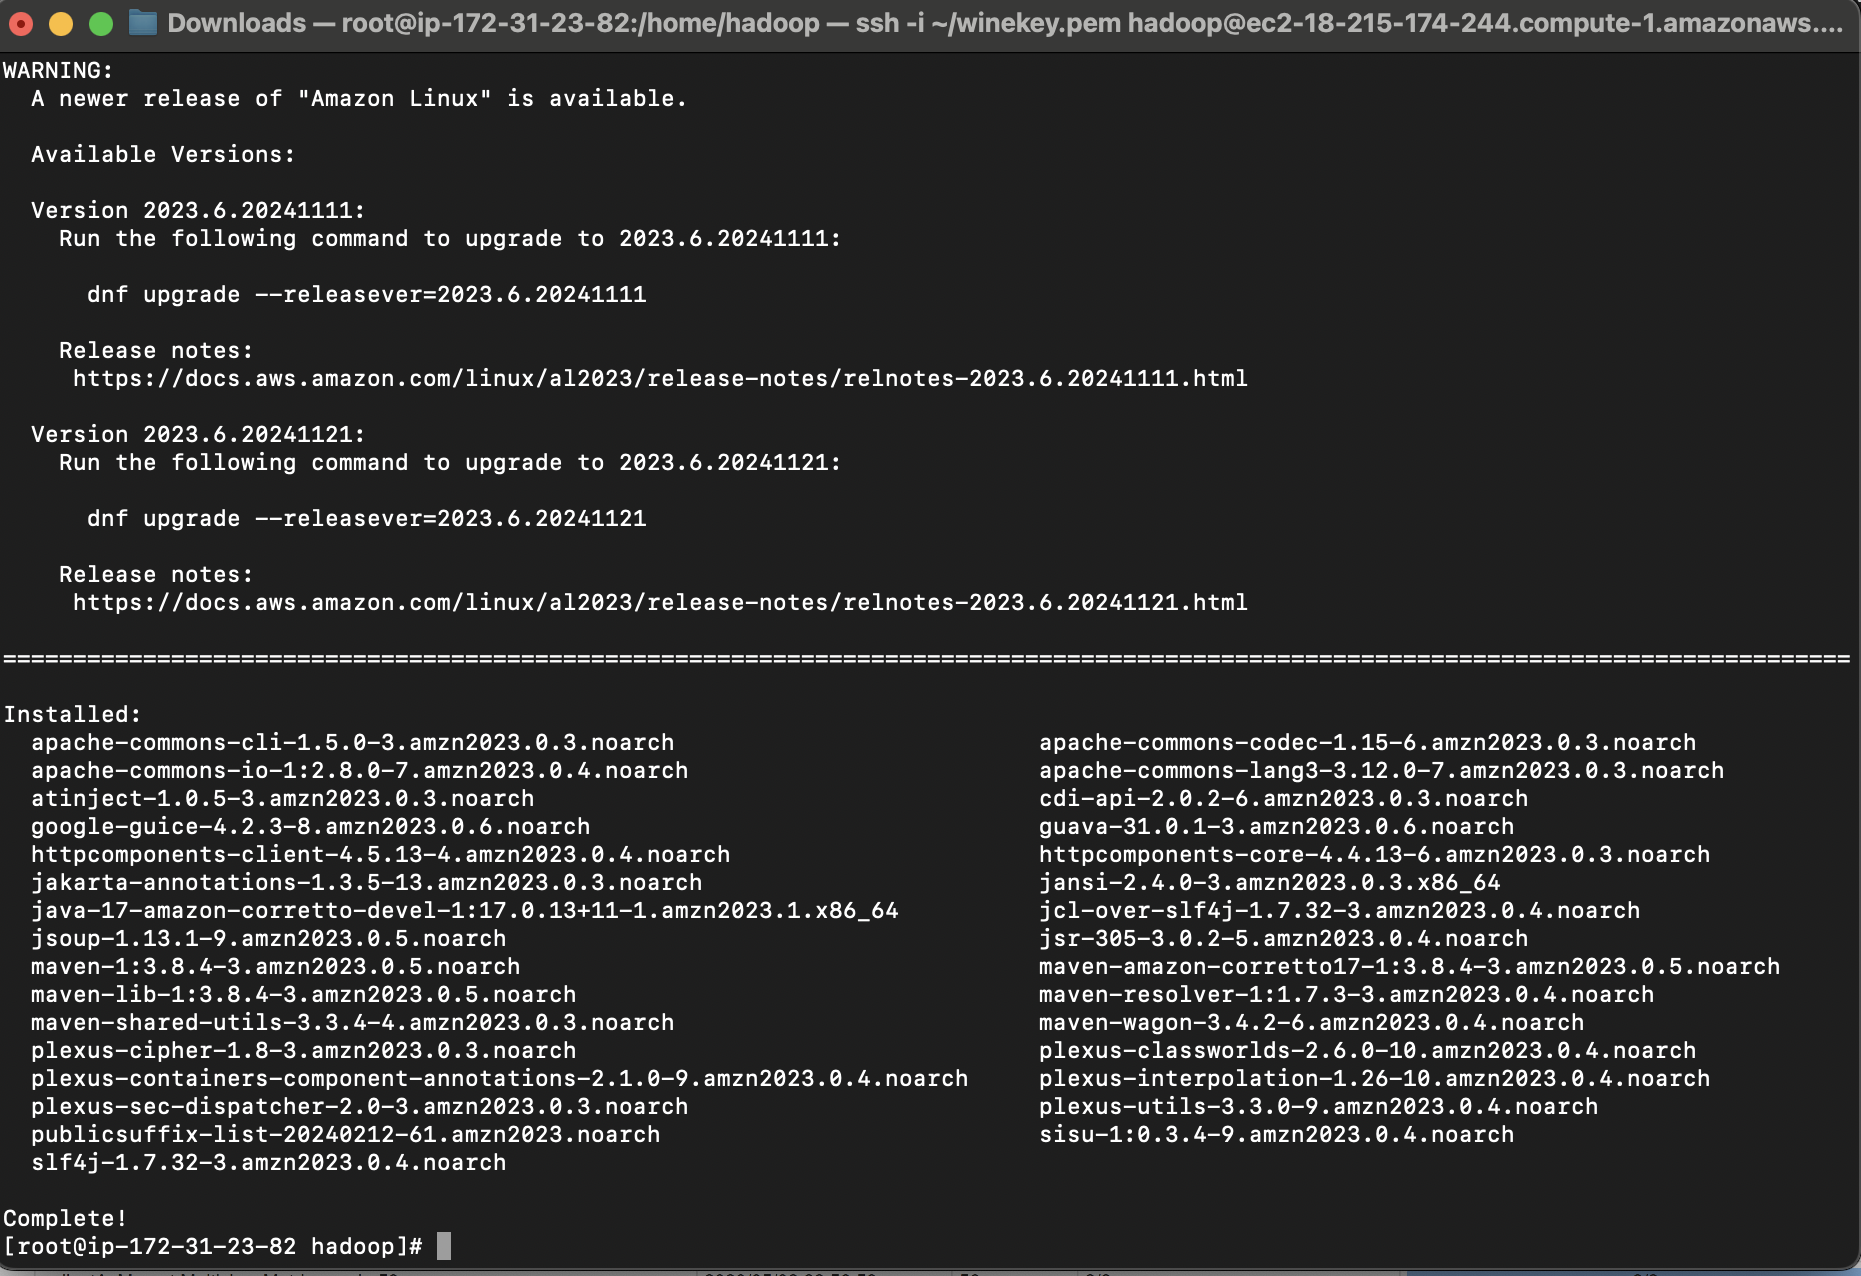 Downloads — root@ip-172-31-23-82:/home/hadoop — ssh -i ~/winekey.pem hadoop@ec2-18-215-174-244.compute-1.amazonaws....
WARNING:
A newer release of "Amazon Linux" is available.
Available Versions:
Version 2023.6.20241111:
Run the following command to upgrade to 2023.6.20241111:
dnf upgrade --releasever=2023.6.20241111
Release notes:
https://docs.aws.amazon.com/linux/al2023/release-notes/relnotes-2023.6.20241111.html
Version 2023.6.20241121:
Run the following command to upgrade to 2023.6.20241121:
dnf upgrade --releasever=2023.6.20241121
Release notes:
https://docs.aws.amazon.com/linux/al2023/release-notes/relnotes-2023.6.20241121.html
====================================================================================================================================
Installed:
apache-commons-cli-1.5.0-3.amzn2023.0.3.noarch apache-commons-codec-1.15-6.amzn2023.0.3.noarch
apache-commons-io-1:2.8.0-7.amzn2023.0.4.noarch apache-commons-lang3-3.12.0-7.amzn2023.0.3.noarch
atinject-1.0.5-3.amzn2023.0.3.noarch cdi-api-2.0.2-6.amzn2023.0.3.noarch
google-guice-4.2.3-8.amzn2023.0.6.noarch guava-31.0.1-3.amzn2023.0.6.noarch
httpcomponents-client-4.5.13-4.amzn2023.0.4.noarch httpcomponents-core-4.4.13-6.amzn2023.0.3.noarch
jakarta-annotations-1.3.5-13.amzn2023.0.3.noarch jansi-2.4.0-3.amzn2023.0.3.x86_64
java-17-amazon-corretto-devel-1:17.0.13+11-1.amzn2023.1.x86_64 jcl-over-slf4j-1.7.32-3.amzn2023.0.4.noarch
jsoup-1.13.1-9.amzn2023.0.5.noarch jsr-305-3.0.2-5.amzn2023.0.4.noarch
maven-1:3.8.4-3.amzn2023.0.5.noarch maven-amazon-corretto17-1:3.8.4-3.amzn2023.0.5.noarch
maven-lib-1:3.8.4-3.amzn2023.0.5.noarch maven-resolver-1:1.7.3-3.amzn2023.0.4.noarch
maven-shared-utils-3.3.4-4.amzn2023.0.3.noarch maven-wagon-3.4.2-6.amzn2023.0.4.noarch
plexus-cipher-1.8-3.amzn2023.0.3.noarch plexus-classworlds-2.6.0-10.amzn2023.0.4.noarch
plexus-containers-component-annotations-2.1.0-9.amzn2023.0.4.noarch plexus-interpolation-1.26-10.amzn2023.0.4.noarch
plexus-sec-dispatcher-2.0-3.amzn2023.0.3.noarch plexus-utils-3.3.0-9.amzn2023.0.4.noarch
publicsuffix-list-20240212-61.amzn2023.noarch sisu-1:0.3.4-9.amzn2023.0.4.noarch
slf4j-1.7.32-3.amzn2023.0.4.noarch
Complete!
[root@ip-172-31-23-82 hadoop]#